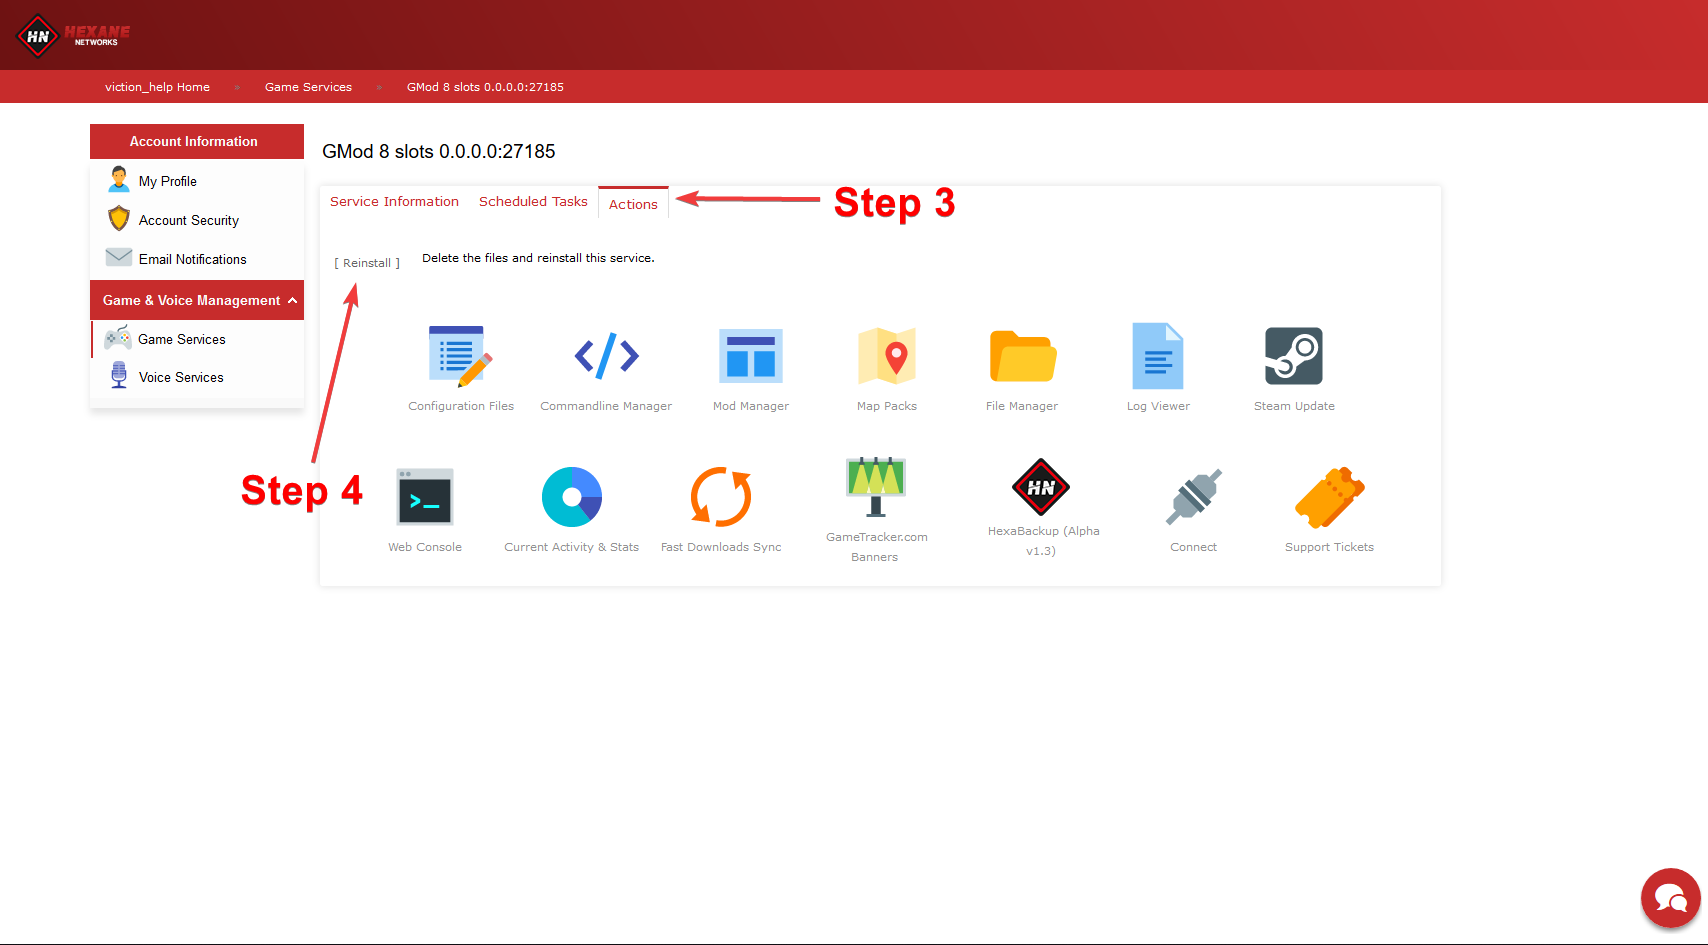 HN HEXANE
NETWORKS
viction_help Home » Game Services » GMod 8 slots 0.0.0.0:27185
Account Information
My Profile
Account Security
Email Notifications
Game & Voice Management
Game Services
Voice Services
GMod 8 slots 0.0.0.0:27185
Service Information Scheduled Tasks Actions
Step 3
[ Reinstall ] Delete the files and reinstall this service.
Step 4
Configuration Files Commandline Manager Mod Manager Map Packs File Manager Log Viewer Steam Update
>_
HN
Web Console Current Activity & Stats Fast Downloads Sync GameTracker.com Banners HexaBackup (Alpha v1.3) Connect Support Tickets